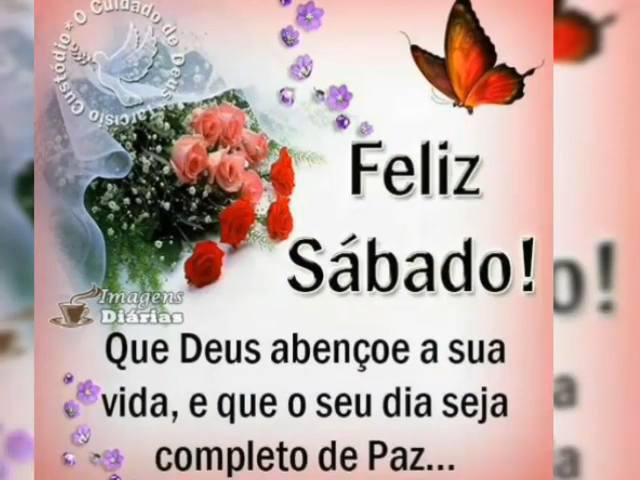 * O Cuidado de Deus * Tarcisio Custódio
Feliz
Sábado!
Imagens
Diárias
Que Deus abençoe a sua
vida, e que o seu dia seja
completo de Paz...